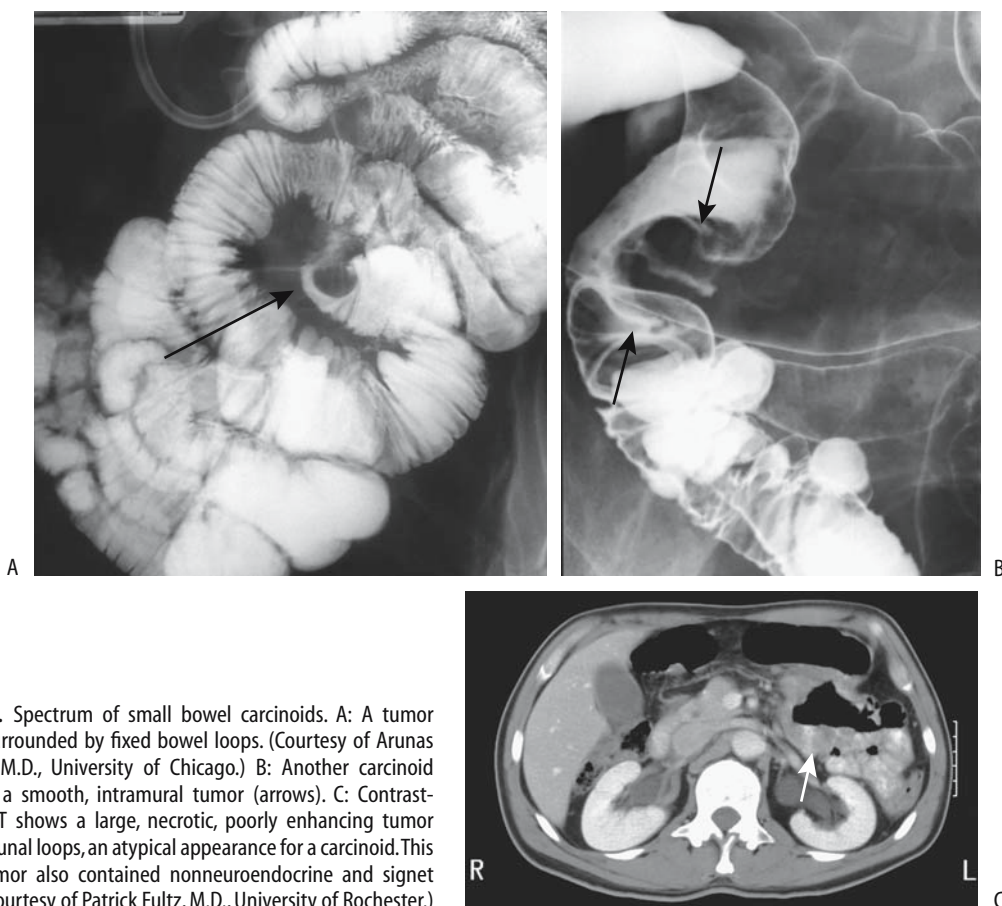 A
B
. Spectrum of small bowel carcinoids. A: A tumor
rrounded by fixed bowel loops. (Courtesy of Arunas
M.D., University of Chicago.) B: Another carcinoid
a smooth, intramural tumor (arrows). C: Contrast-
T shows a large, necrotic, poorly enhancing tumor
unal loops, an atypical appearance for a carcinoid. This
mor also contained nonneuroendocrine and signet
ourtesy of Patrick Fultz, M.D., University of Rochester.)
R
L
C